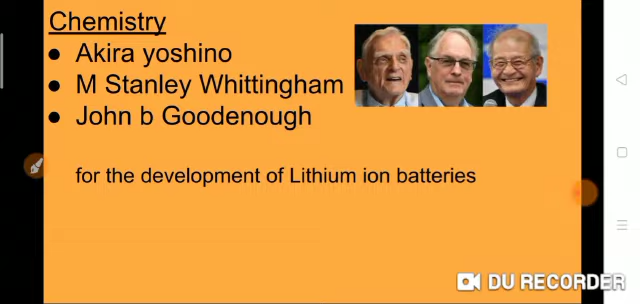 Chemistry
Akira yoshino
M Stanley Whittingham
John b Goodenough
for the development of Lithium ion batteries
DU RECORDER